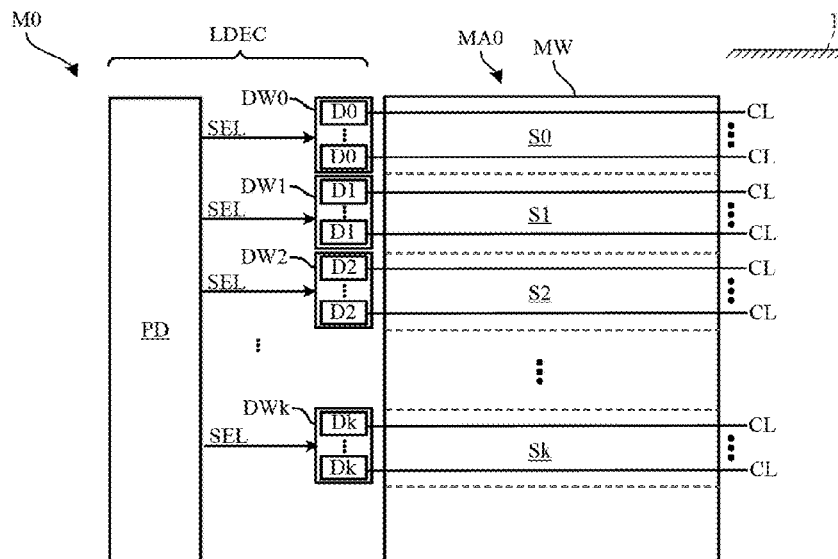 M0
LDEC
MA0
MW
DW0
D0
SEL
D0
S0
CL
CL
DW1
D1
SEL
D1
S1
CL
CL
DW2
D2
SEL
D2
S2
CL
CL
PD
DWk
Dk
SEL
Dk
Sk
CL
CL